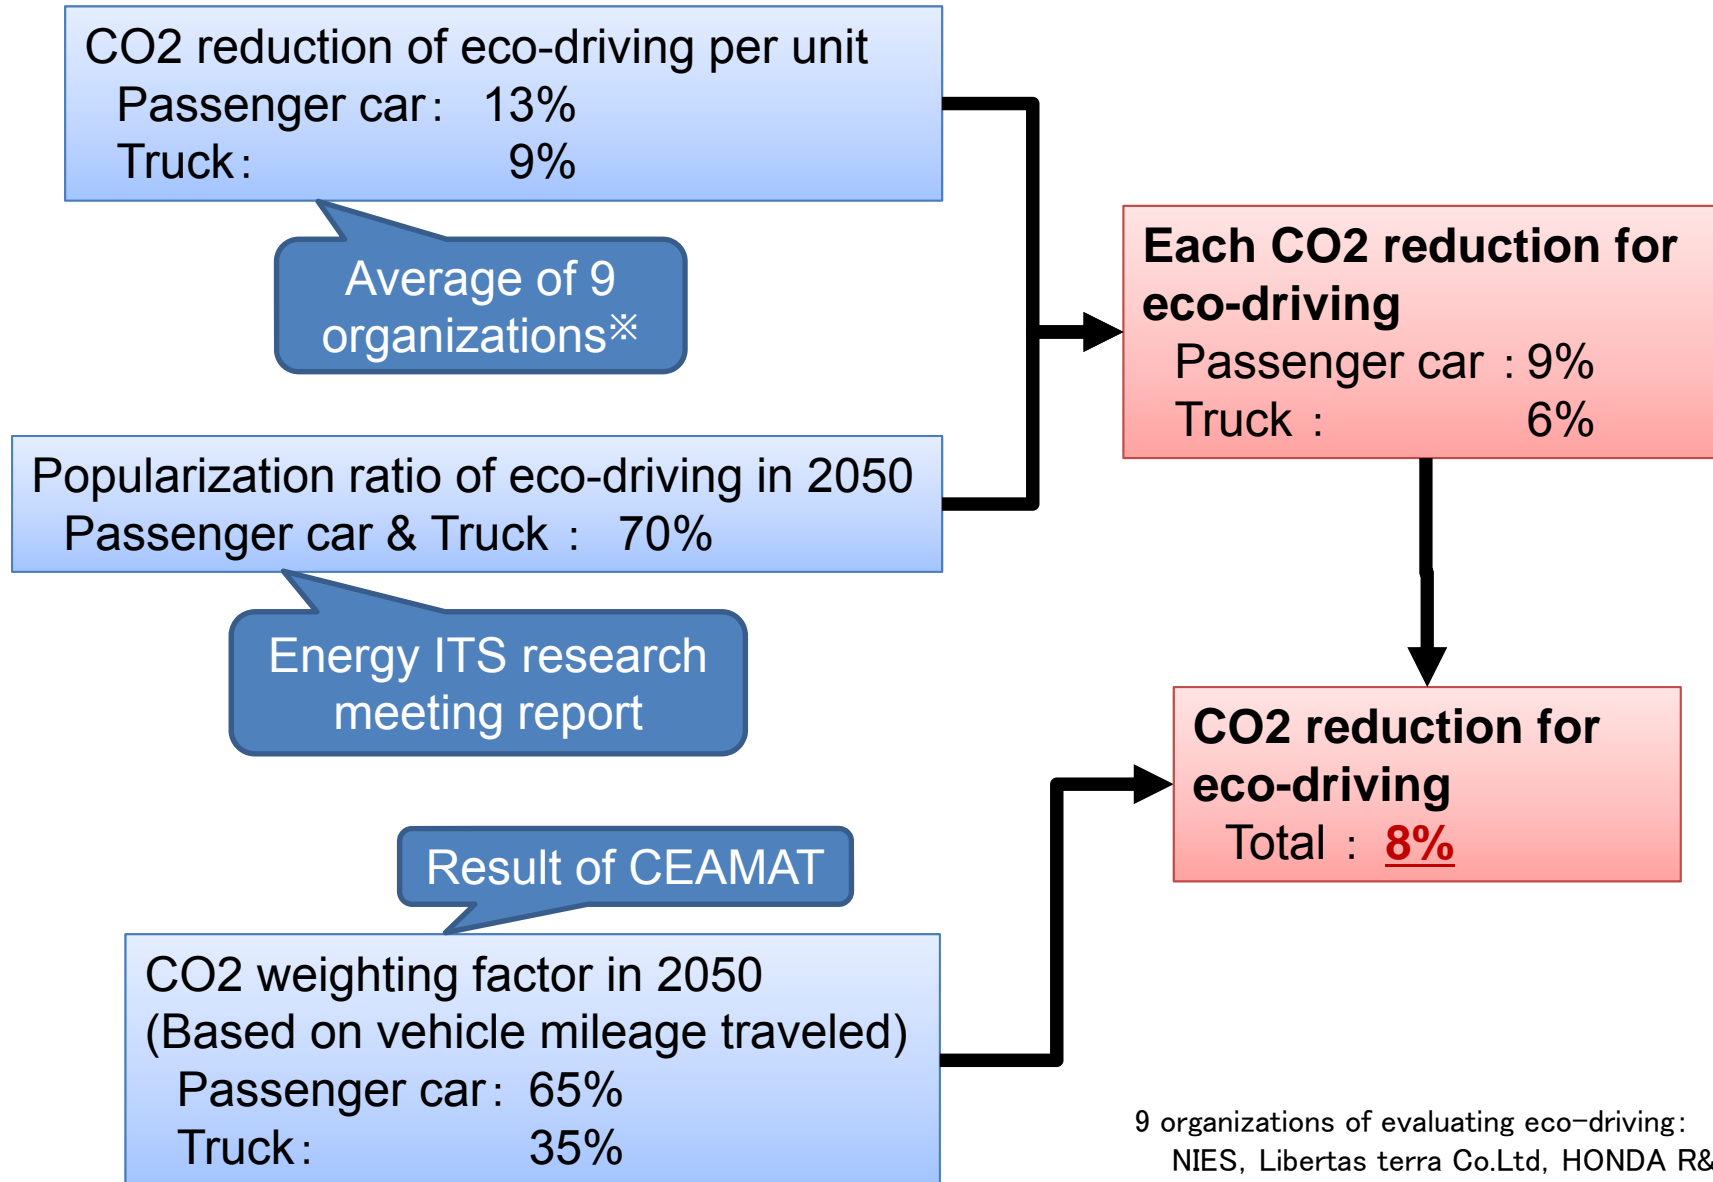 CO2 reduction of eco-driving per unit
Passenger car： 13%
Truck： 9%
Average of 9
organizations※
Popularization ratio of eco-driving in 2050
Passenger car & Truck ： 70%
Energy ITS research
meeting report
Result of CEAMAT
CO2 weighting factor in 2050
(Based on vehicle mileage traveled)
Passenger car： 65%
Truck： 35%
Each CO2 reduction for
eco-driving
Passenger car ：9%
Truck ： 6%
CO2 reduction for
eco-driving
Total ： 8%
9 organizations of evaluating eco-driving：
NIES, Libertas terra Co.Ltd, HONDA R&